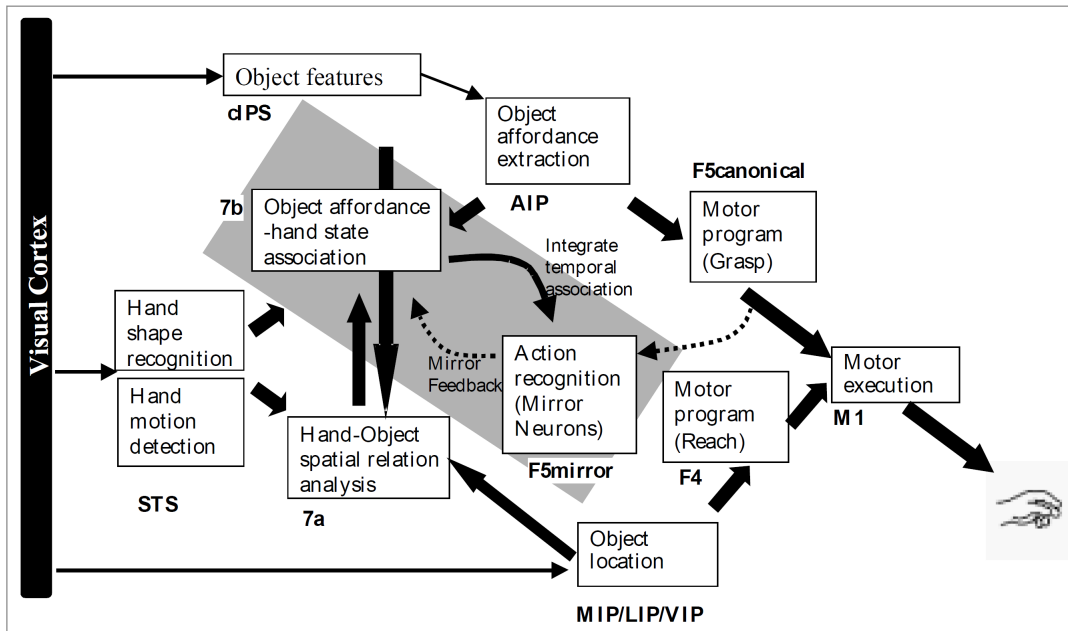 Visual Cortex
Object features
cIPS
Object
affordance
extraction
AIP
F5canonical
Motor
program
(Grasp)
7b
Object affordance
-hand state
association
Integrate
temporal
association
Hand
shape
recognition
Hand
motion
detection
STS
Mirror
Feedback
Action
recognition
(Mirror
Neurons)
F5mirror
Motor
program
(Reach)
F4
Motor
execution
M1
Hand-Object
spatial relation
analysis
7a
Object
location
MIP/LIP/VIP